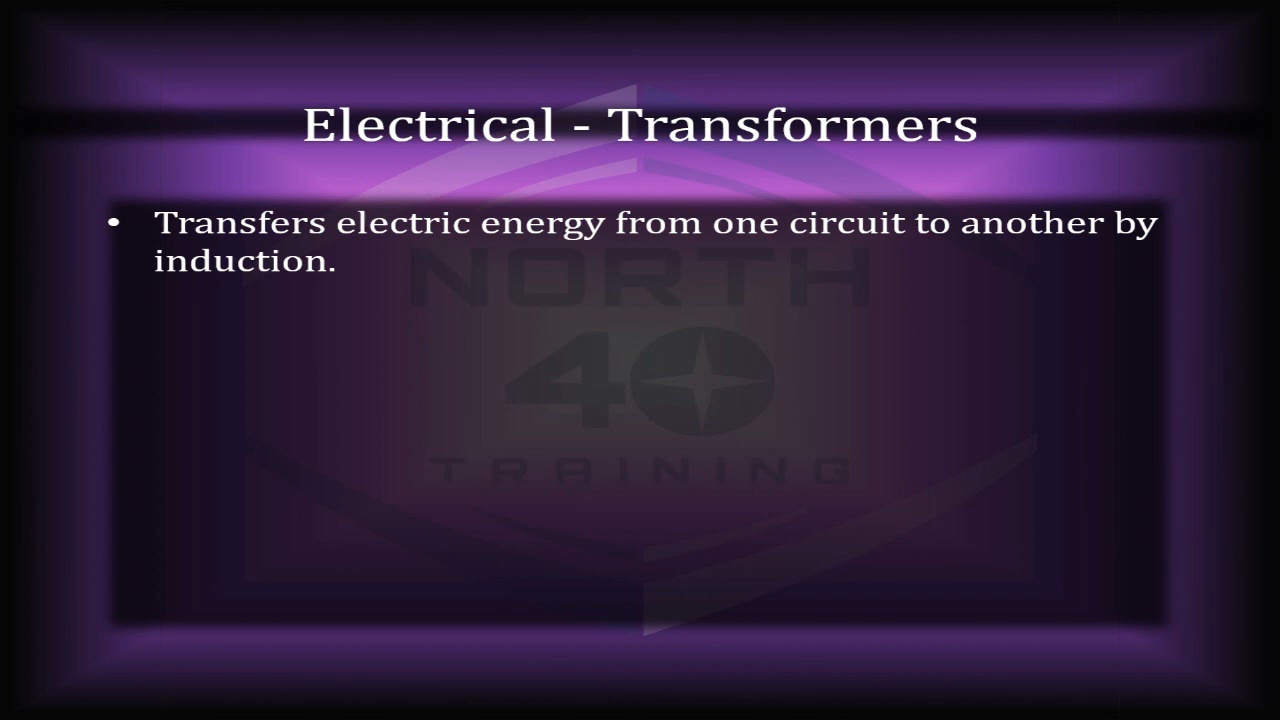 Electrical - Transformers
• Transfers electric energy from one circuit to another by
induction.
NORTH
40
TRAINING